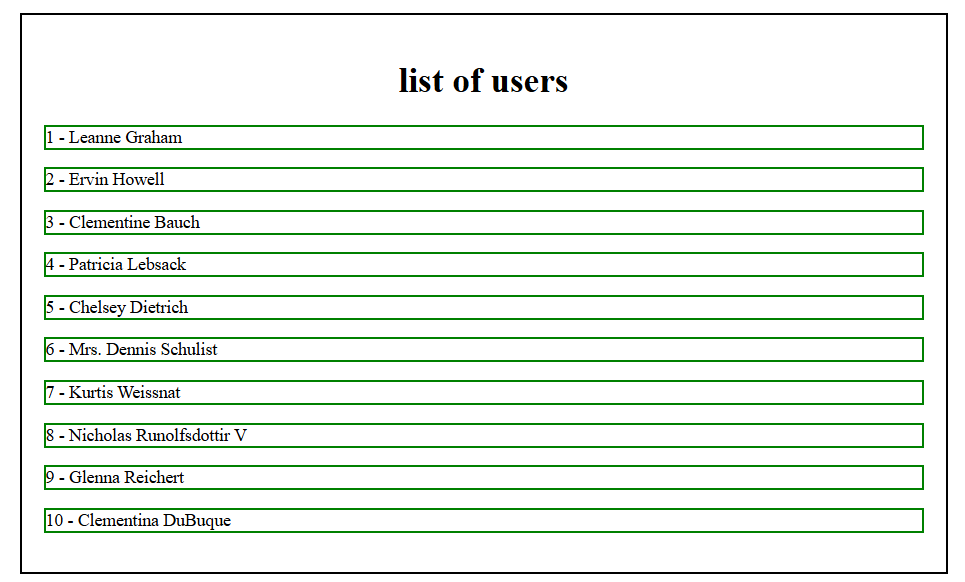 list of users
1 - Leanne Graham
2 - Ervin Howell
3 - Clementine Bauch
4 - Patricia Lebsack
5 - Chelsey Dietrich
6 - Mrs. Dennis Schulist
7 - Kurtis Weissnat
8 - Nicholas Runolfsdottir V
9 - Glenna Reichert
10 - Clementina DuBuque